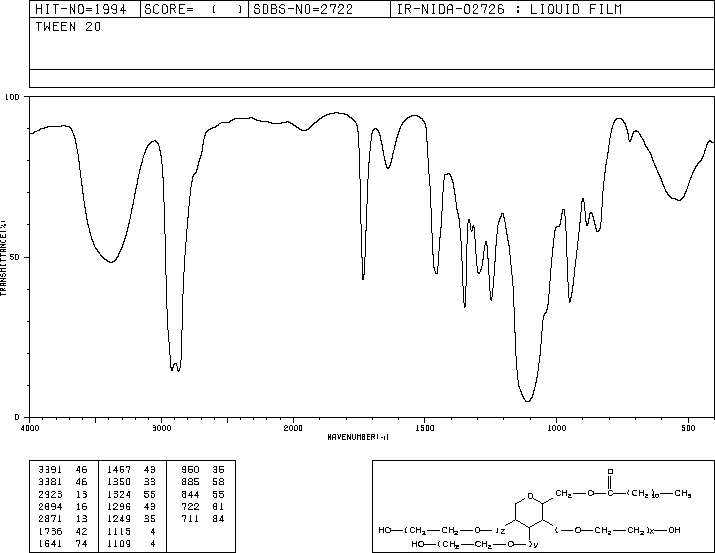 HIT-NO=1994 SCORE= ( ) SDBS-NO=2722 IR-NIDA-02726 : LIQUID FILM
TWEEN 20
100
50
0
TRANSMITTANCE(%)
4000 3000 2000 1500 1000 500
WAVENUMBER(-1)
3391 46 1467 43 950 35
3381 46 1350 33 885 58
2923 13 1324 55 844 55
2894 16 1296 43 722 81
2871 13 1249 35 711 84
1736 42 1115 4
1641 74 1109 4
O
O CH₂—O—C—(CH₂)₁₀—CH₃
HO—(CH₂—CH₂—O—)z (O—CH₂—CH₂—)x—OH
HO—(CH₂—CH₂—O—)y